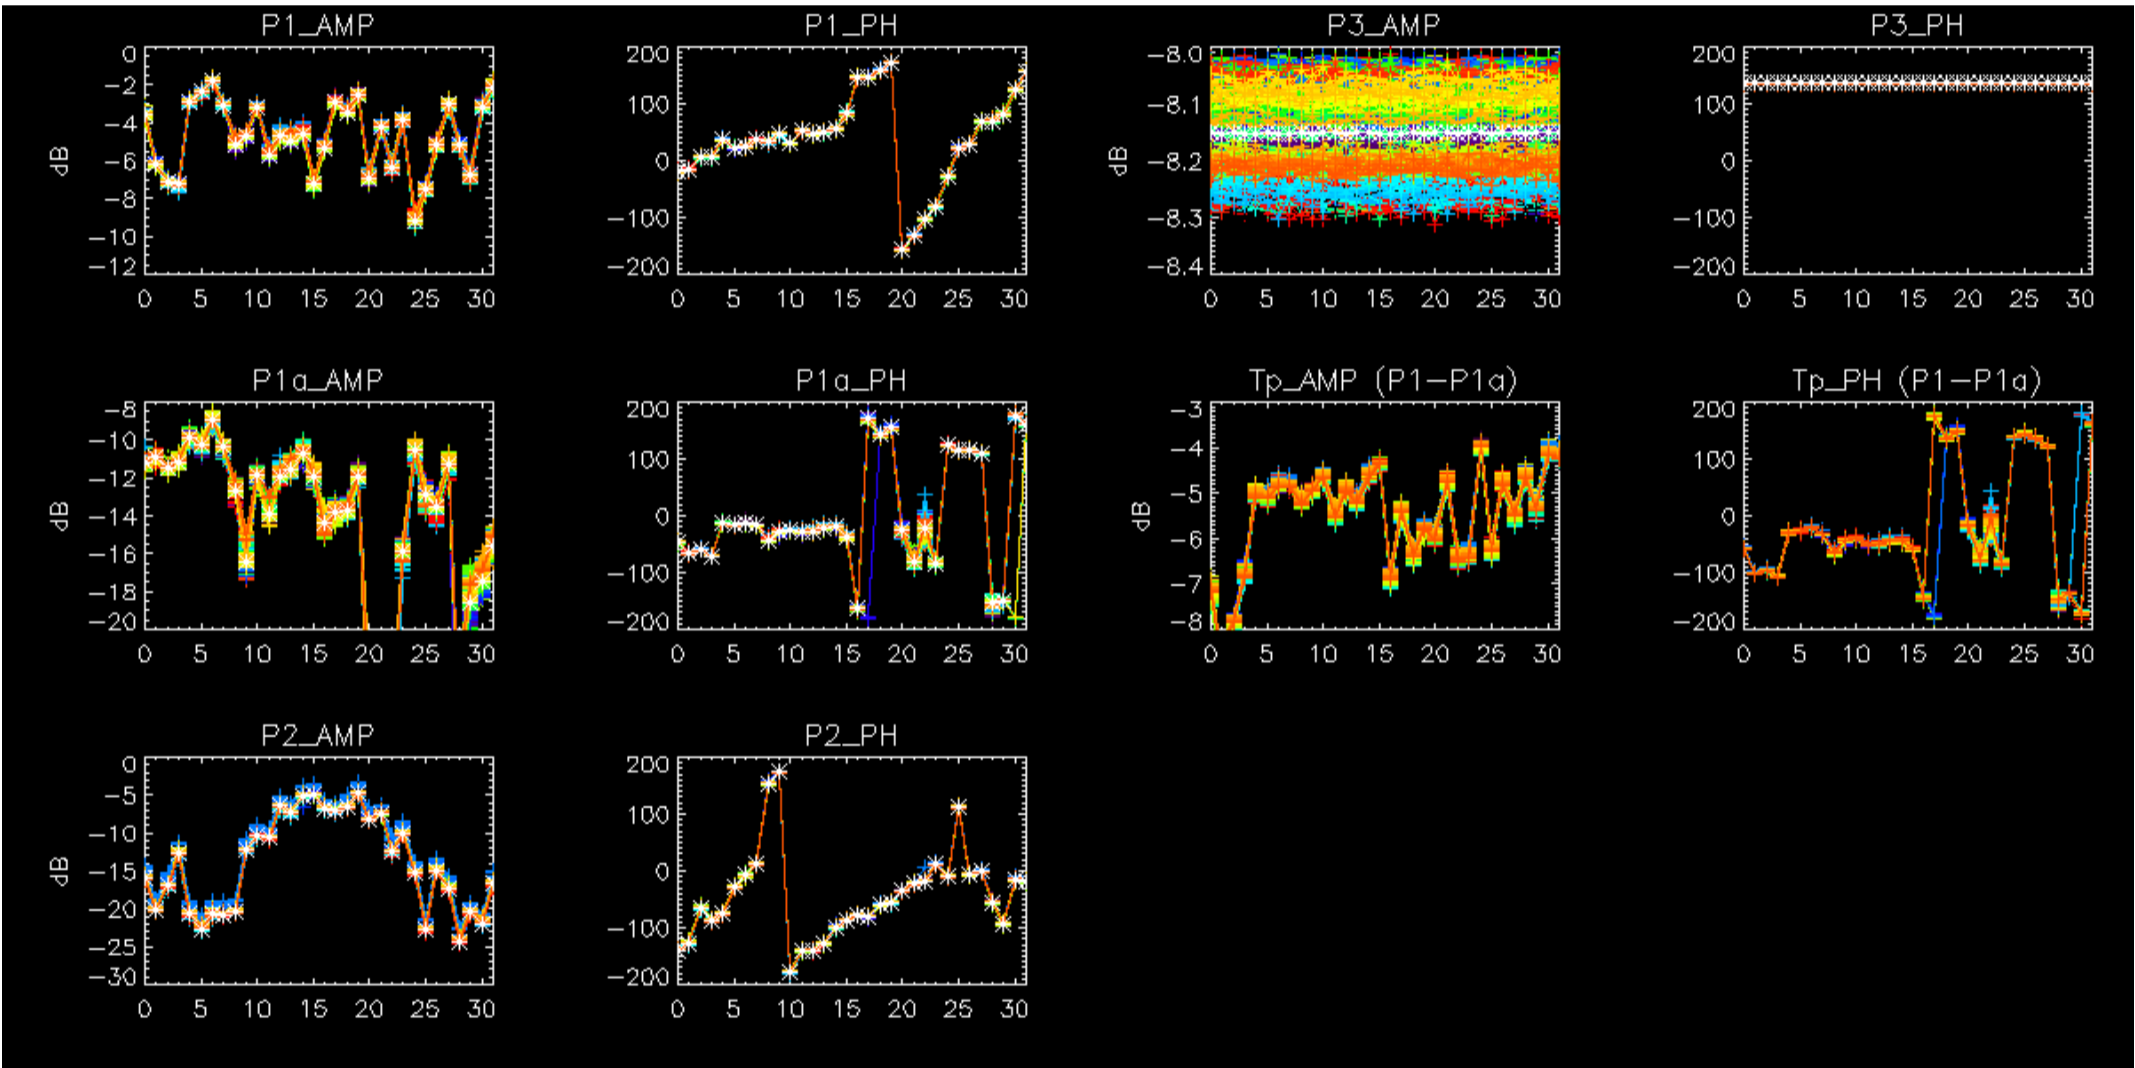 P1_AMP
0
−2
−4
−6
−8
−10
−12
dB
0 5 10 15 20 25 30
P1_PH
200
100
0
−100
−200
0 5 10 15 20 25 30
P3_AMP
−8.0
−8.1
−8.2
−8.3
−8.4
dB
0 5 10 15 20 25 30
P3_PH
200
100
0
−100
−200
0 5 10 15 20 25 30
P1a_AMP
−8
−10
−12
−14
−16
−18
−20
dB
0 5 10 15 20 25 30
P1a_PH
200
100
0
−100
−200
0 5 10 15 20 25 30
Tp_AMP (P1−P1a)
−3
−4
−5
−6
−7
−8
dB
0 5 10 15 20 25 30
Tp_PH (P1−P1a)
200
100
0
−100
−200
0 5 10 15 20 25 30
P2_AMP
0
−5
−10
−15
−20
−25
−30
dB
0 5 10 15 20 25 30
P2_PH
200
100
0
−100
−200
0 5 10 15 20 25 30